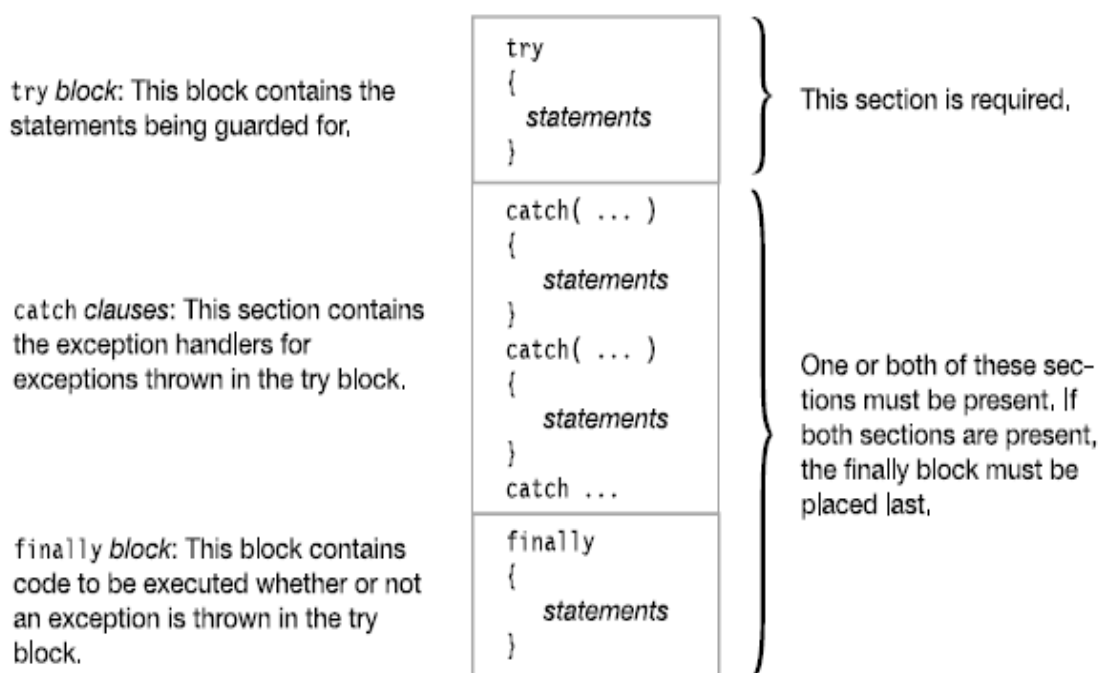 try block: This block contains the
statements being guarded for.
try
{
statements
}
This section is required.
catch clauses: This section contains
the exception handlers for
exceptions thrown in the try block.
catch( ... )
{
statements
}
catch( ... )
{
statements
}
catch ...
One or both of these sec-
tions must be present. If
both sections are present,
the finally block must be
placed last.
finally block: This block contains
code to be executed whether or not
an exception is thrown in the try
block.
finally
{
statements
}